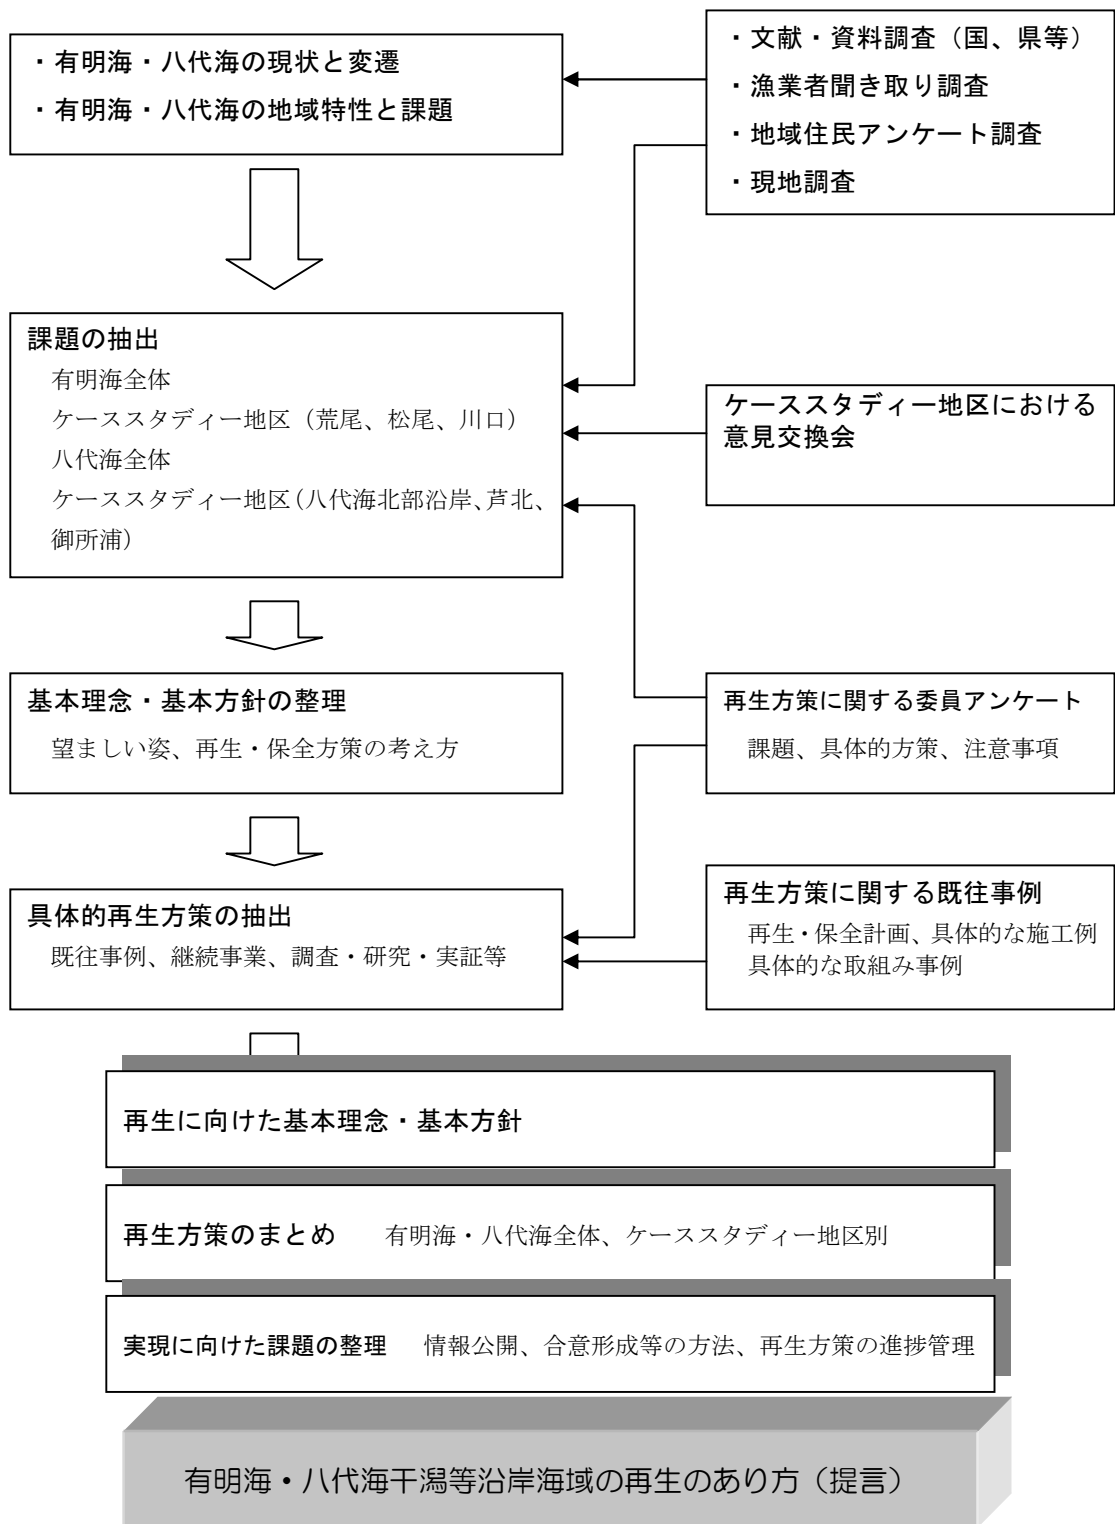 ・有明海・八代海の現状と変遷
・有明海・八代海の地域特性と課題
・文献・資料調査（国、県等）
・漁業者聞き取り調査
・地域住民アンケート調査
・現地調査
課題の抽出
有明海全体
ケーススタディー地区（荒尾、松尾、川口）
八代海全体
ケーススタディー地区（八代海北部沿岸、芦北、
御所浦）
ケーススタディー地区における
意見交換会
基本理念・基本方針の整理
望ましい姿、再生・保全方策の考え方
再生方策に関する委員アンケート
課題、具体的方策、注意事項
具体的再生方策の抽出
既往事例、継続事業、調査・研究・実証等
再生方策に関する既往事例
再生・保全計画、具体的な施工例
具体的な取組み事例
再生に向けた基本理念・基本方針
再生方策のまとめ　有明海・八代海全体、ケーススタディー地区別
実現に向けた課題の整理　情報公開、合意形成等の方法、再生方策の進捗管理
有明海・八代海干潟等沿岸海域の再生のあり方（提言）